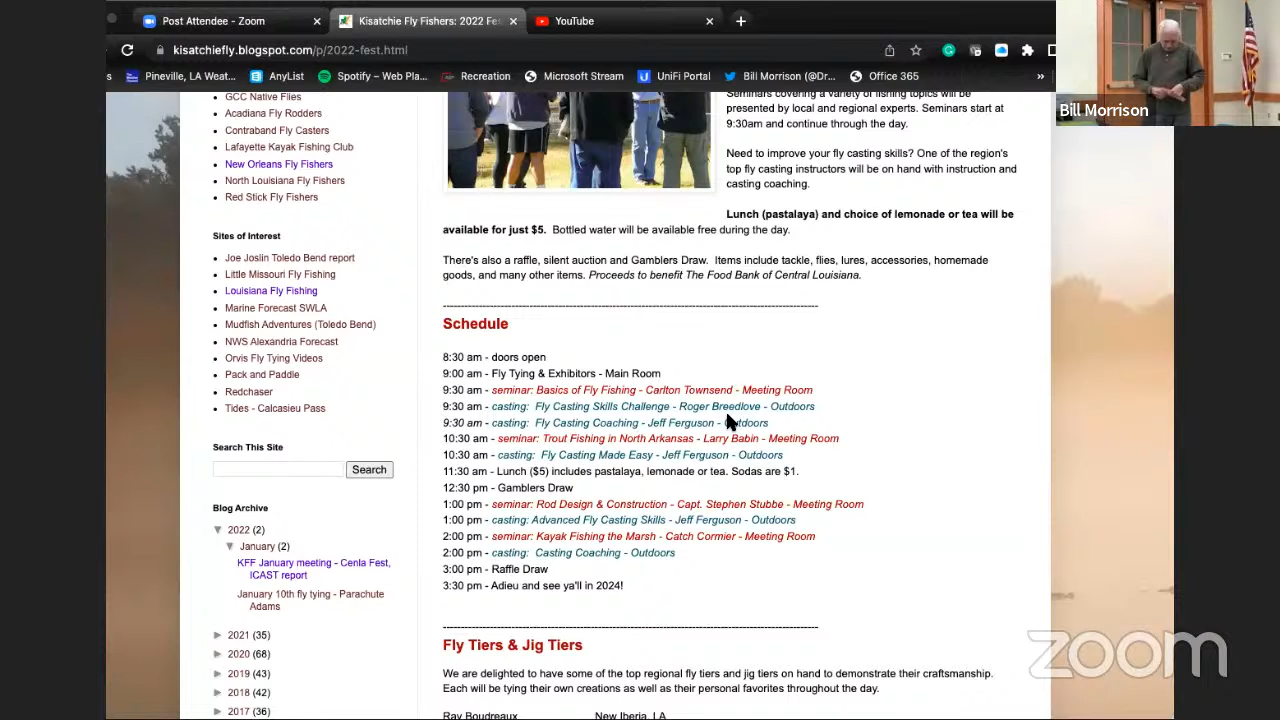 Post Attendee - Zoom
Kisatchie Fly Fishers: 2022 Fes
YouTube
kisatchiefly.blogspot.com/p/2022-fest.html
s
Pineville, LA Weat...
AnyList
Spotify – Web Pla...
Recreation
Microsoft Stream
UniFi Portal
Bill Morrison (@Dr...
Office 365
»
Bill Morrison
GCC Native Flies
Acadiana Fly Rodders
Contraband Fly Casters
Lafayette Kayak Fishing Club
New Orleans Fly Fishers
North Louisiana Fly Fishers
Red Stick Fly Fishers
Sites of Interest
Joe Joslin Toledo Bend report
Little Missouri Fly Fishing
Louisiana Fly Fishing
Marine Forecast SWLA
Mudfish Adventures (Toledo Bend)
NWS Alexandria Forecast
Orvis Fly Tying Videos
Pack and Paddle
Redchaser
Tides - Calcasieu Pass
Search This Site
Search
Blog Archive
▼ 2022 (2)
▼ January (2)
KFF January meeting - Cenla Fest,
ICAST report
January 10th fly tying - Parachute
Adams
► 2021 (35)
► 2020 (68)
► 2019 (43)
► 2018 (42)
► 2017 (36)
Seminars covering a variety of fishing topics will be
presented by local and regional experts. Seminars start at
9:30am and continue through the day.
Need to improve your fly casting skills? One of the region's
top fly casting instructors will be on hand with instruction and
casting coaching.
Lunch (pastalaya) and choice of lemonade or tea will be
available for just $5. Bottled water will be available free during the day.
There's also a raffle, silent auction and Gamblers Draw. Items include tackle, flies, lures, accessories, homemade
goods, and many other items. Proceeds to benefit The Food Bank of Central Louisiana.
Schedule
8:30 am - doors open
9:00 am - Fly Tying & Exhibitors - Main Room
9:30 am - seminar: Basics of Fly Fishing - Carlton Townsend - Meeting Room
9:30 am - casting: Fly Casting Skills Challenge - Roger Breedlove - Outdoors
9:30 am - casting: Fly Casting Coaching - Jeff Ferguson - Outdoors
10:30 am - seminar: Trout Fishing in North Arkansas - Larry Babin - Meeting Room
10:30 am - casting: Fly Casting Made Easy - Jeff Ferguson - Outdoors
11:30 am - Lunch ($5) includes pastalaya, lemonade or tea. Sodas are $1.
12:30 pm - Gamblers Draw
1:00 pm - seminar: Rod Design & Construction - Capt. Stephen Stubbe - Meeting Room
1:00 pm - casting: Advanced Fly Casting Skills - Jeff Ferguson - Outdoors
2:00 pm - seminar: Kayak Fishing the Marsh - Catch Cormier - Meeting Room
2:00 pm - casting: Casting Coaching - Outdoors
3:00 pm - Raffle Draw
3:30 pm - Adieu and see ya'll in 2024!
Fly Tiers & Jig Tiers
We are delighted to have some of the top regional fly tiers and jig tiers on hand to demonstrate their craftsmanship.
Each will be tying their own creations as well as their personal favorites throughout the day.
Ray Boudreaux New Iberia, LA
zoom